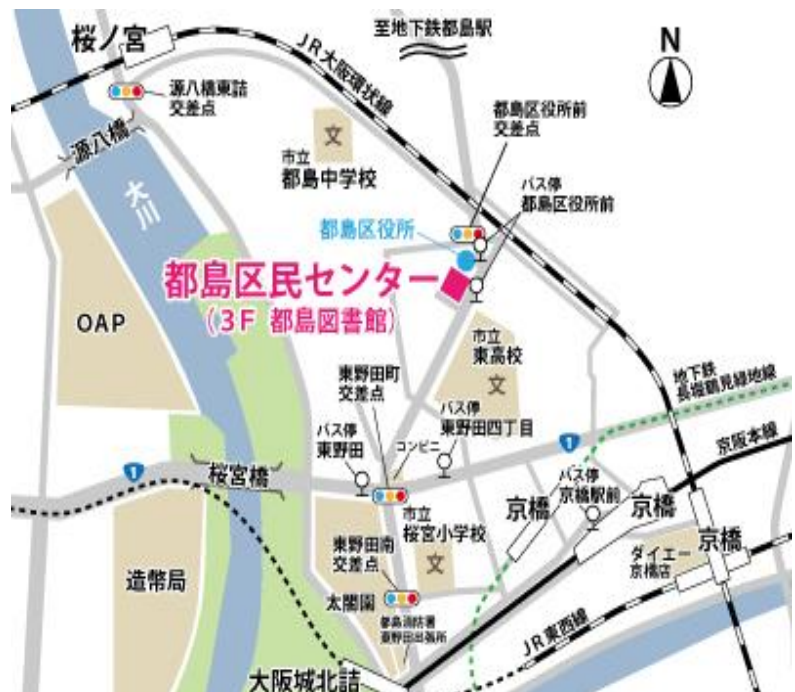 桜ノ宮
至地下鉄都島駅
N
JR大阪環状線
源八橋東詰
交差点
源八橋
都島区役所前
交差点
文
市立
都島中学校
大川
バス停
都島区役所前
都島区役所
都島区民センター
(3F 都島図書館)
OAP
市立
東高校
文
地下鉄
長堀鶴見緑地線
東野田町
交差点
バス停
東野田四丁目
バス停
東野田
コンビニ
1
1
京阪本線
桜宮橋
バス停
京橋駅前
京橋
京橋
京橋
市立
桜宮小学校
文
東野田南
交差点
ダイエー
京橋店
造幣局
太閤園
都島消防署
東野田出張所
JR東西線
大阪城北詰